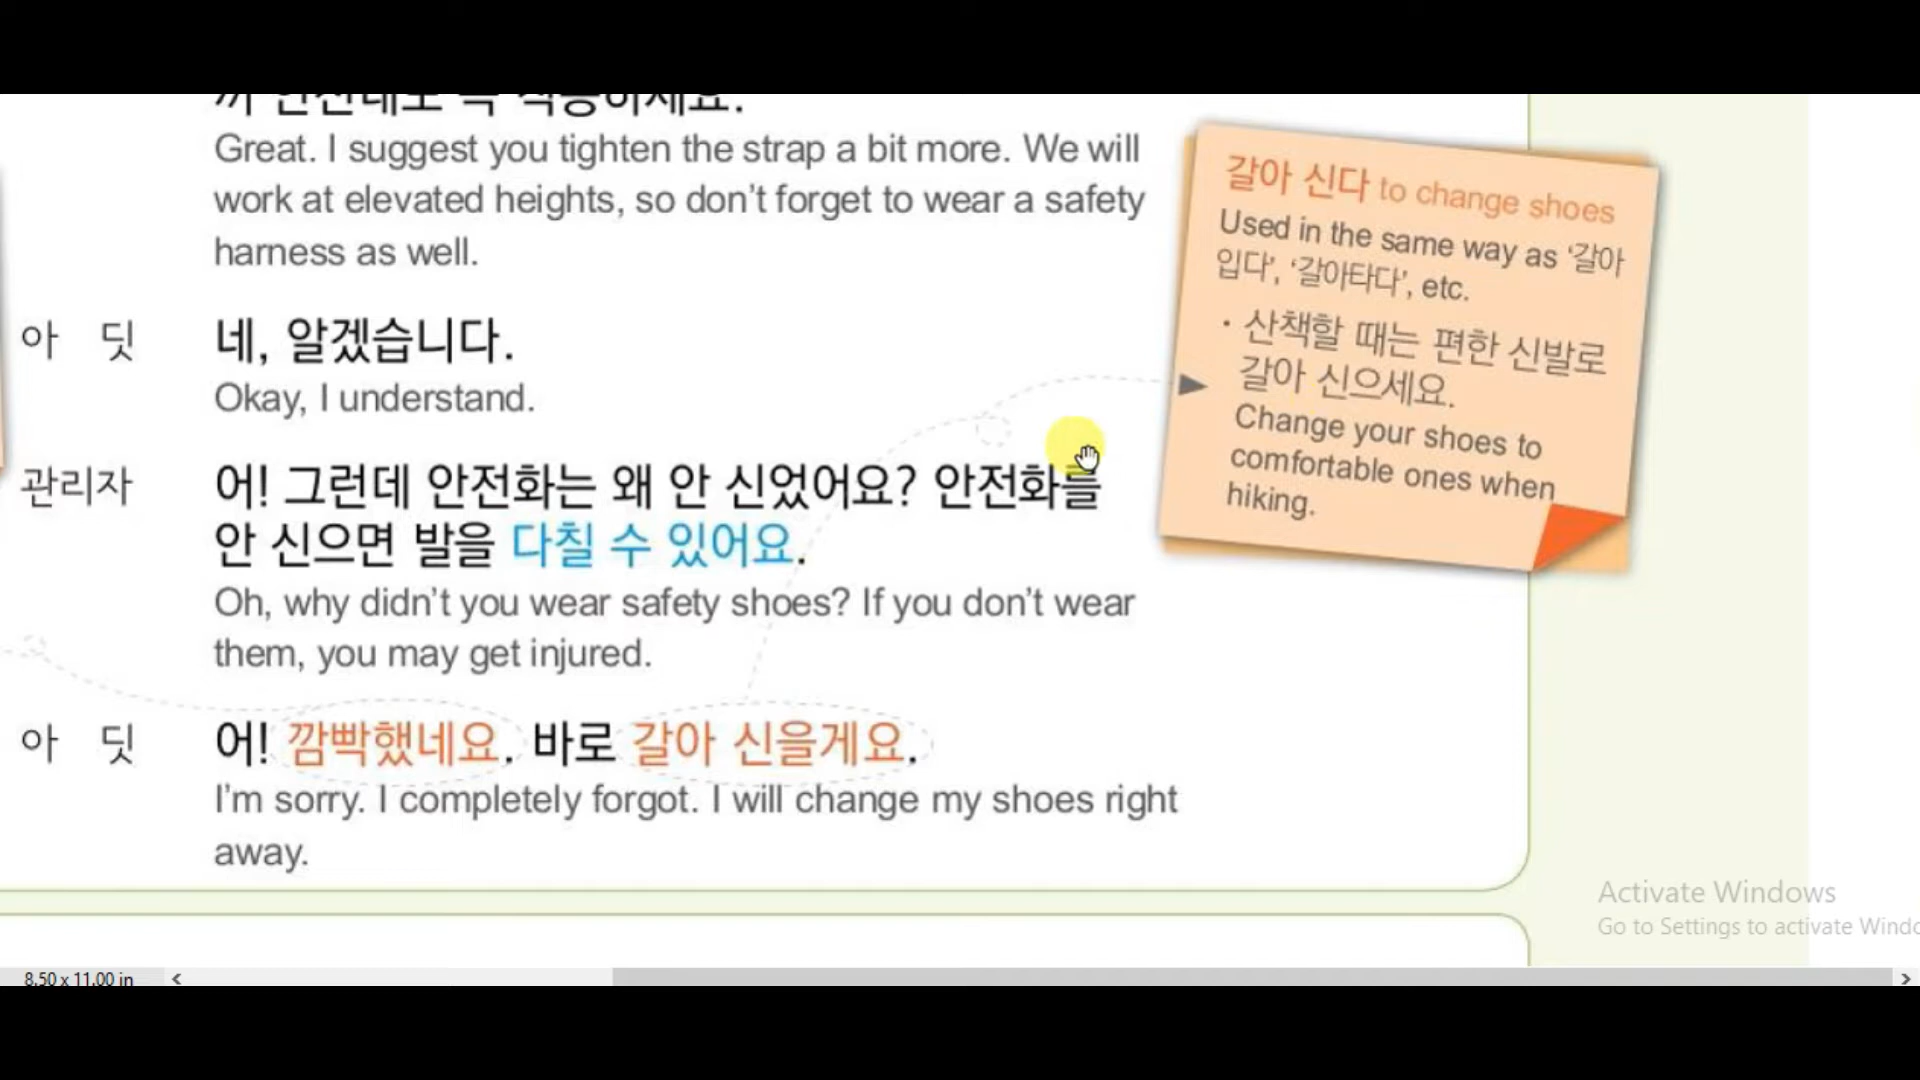 Great. I suggest you tighten the strap a bit more. We will
work at elevated heights, so don't forget to wear a safety
harness as well.
아 딧 네, 알겠습니다.
Okay, I understand.
관리자 어! 그런데 안전화는 왜 안 신었어요? 안전화를
안 신으면 발을 다칠 수 있어요.
Oh, why didn't you wear safety shoes? If you don't wear
them, you may get injured.
아 딧 어! 깜빡했네요. 바로 갈아 신을게요.
I'm sorry. I completely forgot. I will change my shoes right
away.
갈아 신다 to change shoes
Used in the same way as ‘갈아
입다’, ‘갈아타다’, etc.
· 산책할 때는 편한 신발로
갈아 신으세요.
Change your shoes to
comfortable ones when
hiking.
Activate Windows
Go to Settings to activate Windo
8.50 x 11.00 in